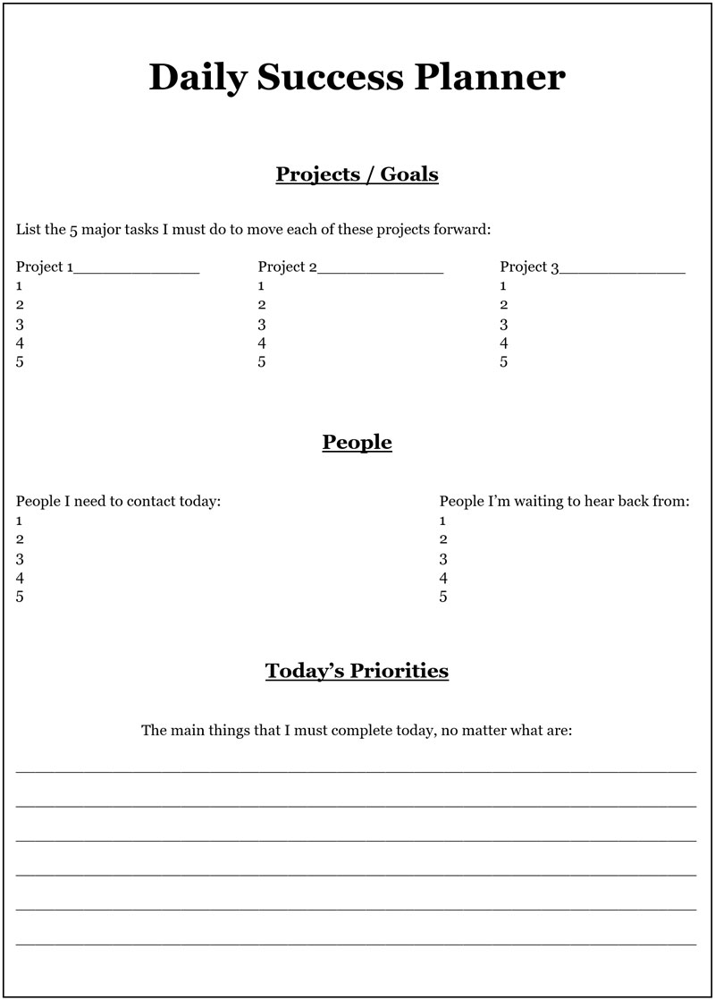 Daily Success Planner
Projects / Goals
List the 5 major tasks I must do to move each of these projects forward:
Project 1______________ Project 2______________ Project 3______________
1 1 1
2 2 2
3 3 3
4 4 4
5 5 5
People
People I need to contact today: People I’m waiting to hear back from:
1 1
2 2
3 3
4 4
5 5
Today’s Priorities
The main things that I must complete today, no matter what are: